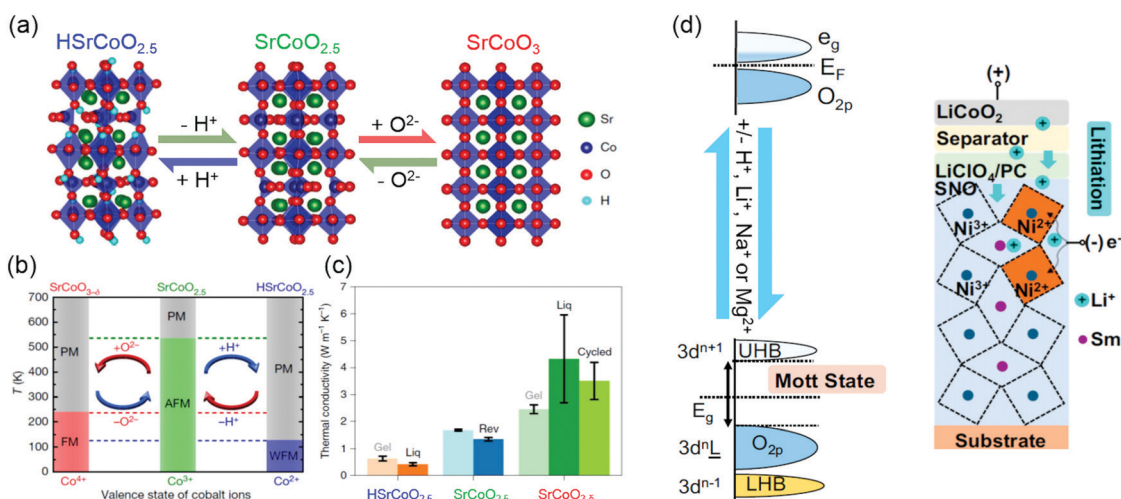 (a)
HSrCoO2.5
SrCoO2.5
SrCoO3
- H+
+ H+
+ O2-
- O2-
Sr
Co
O
H
(b)
SrCoO3-δ
SrCoO2.5
HSrCoO2.5
700
600
500
400
300
200
100
0
T (K)
PM
FM
PM
AFM
PM
WFM
+O2−
−O2−
+H+
−H+
Co4+
Co3+
Co2+
Valence state of cobalt ions
(c)
Thermal conductivity (W m−1 K−1)
7
6
5
4
3
2
1
0
Gel
Liq
Rev
Gel
Liq
Cycled
HSrCoO2.5
SrCoO2.5
SrCoO3-δ
(d)
eg
EF
O2p
+/- H+, Li+, Na+ or Mg2+
3dn+1
UHB
Mott State
Eg
3dnL
O2p
3dn-1
LHB
(+)
LiCoO2
Separator
LiClO4/PC
SNO
Lithiation
Ni3+
Ni2+
Ni3+
Ni2+
(-) e-
Li+
Sm
Substrate